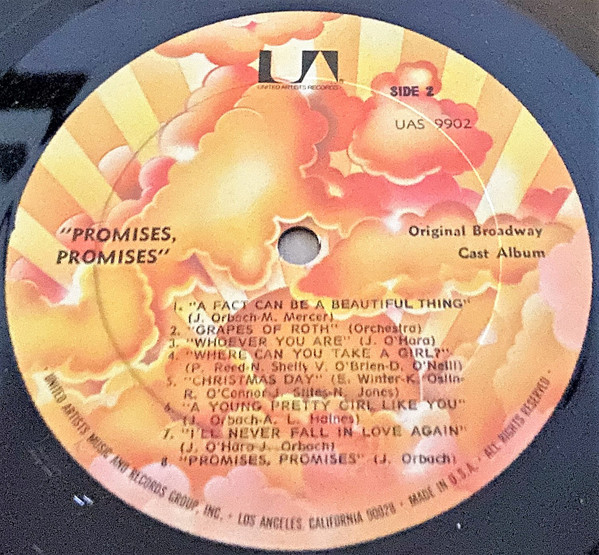 UA
UNITED ARTISTS RECORDS
SIDE 2
UAS 9902
"PROMISES,
PROMISES"
Original Broadway
Cast Album
1. "A FACT CAN BE A BEAUTIFUL THING"
(J. Orbach-M. Mercer)
2. "GRAPES OF ROTH" (Orchestra)
3. "WHOEVER YOU ARE" (J. O'Hara)
4. "WHERE CAN YOU TAKE A GIRL?"
(P. Reed-N. Shelly V. O'Brien-D. O'Neill)
5. "CHRISTMAS DAY" (E. Winter-K. Oslin-
R. O'Connor J. Stiles-N. Jones)
"A YOUNG PRETTY GIRL LIKE YOU"
(J. Orbach-A. L. Haines)
7. "I'LL NEVER FALL IN LOVE AGAIN"
(J. O'Hara-J. Orbach)
8. "PROMISES, PROMISES" (J. Orbach)
UNITED ARTISTS MUSIC AND RECORDS GROUP, INC. • LOS ANGELES, CALIFORNIA 90028 • MADE IN U.S.A. • ALL RIGHTS RESERVED •